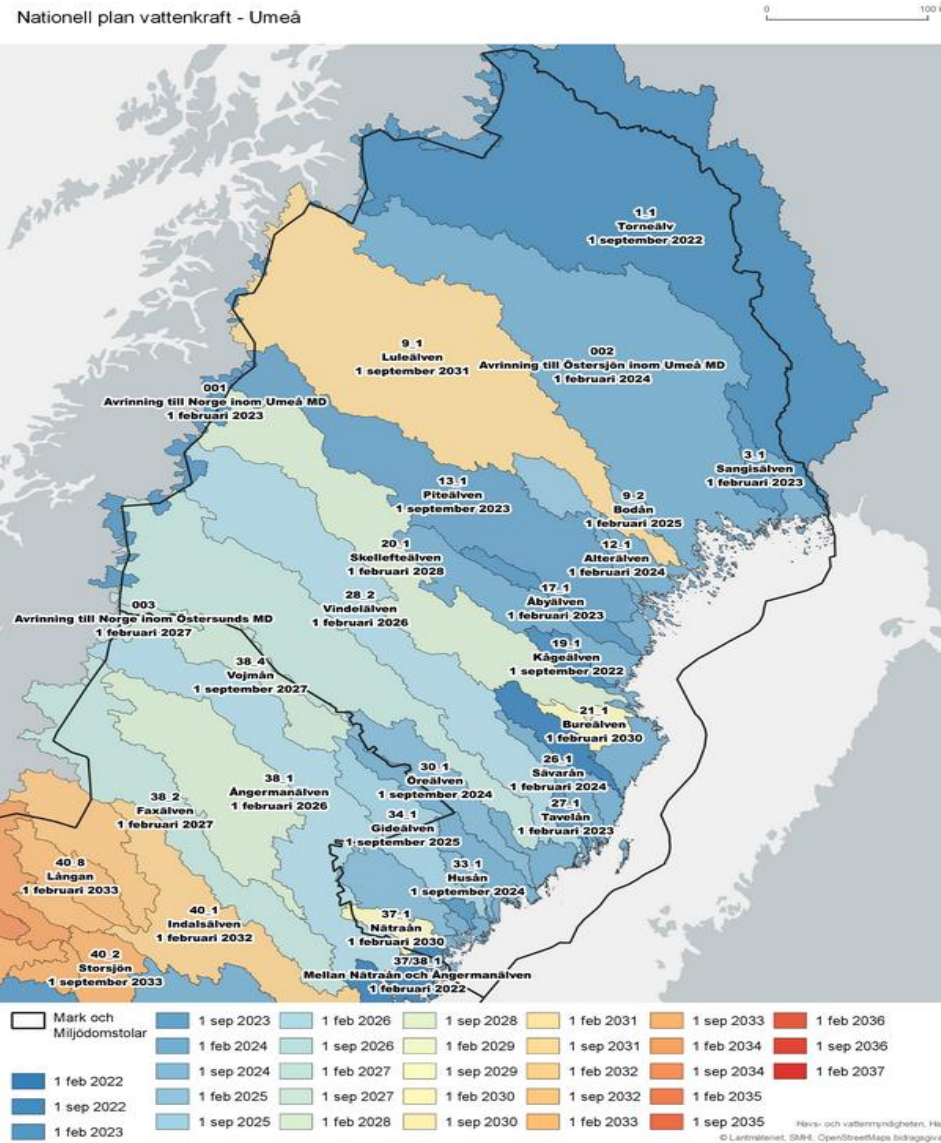 Nationell plan vattenkraft - Umeå
0
1_1
Torneälv
1 september 2022
9_1
Luleälven
1 september 2031
002
Avrinning till Östersjön inom Umeå MD
1 februari 2024
001
Avrinning till Norge inom Umeå MD
1 februari 2023
3_1
Sangisälven
1 februari 2023
13_1
Piteälven
1 september 2023
9_2
Bodån
1 februari 2025
20_1
Skellefteälven
1 februari 2028
12_1
Alterälven
1 februari 2024
28_2
Vindelälven
1 februari 2026
17_1
Åbyälven
1 februari 2023
003
Avrinning till Norge inom Östersunds MD
1 februari 2027
19_1
Kågeälven
1 september 2022
38_4
Vojmån
1 september 2027
21_1
Bureälven
1 februari 2030
26_1
Sävarån
1 februari 2024
30_1
Öreälven
1 september 2024
38_1
Ångermanälven
1 februari 2026
38_2
Faxälven
1 februari 2027
27_1
Tavelån
1 februari 2023
34_1
Gideälven
1 september 2025
33_1
Husån
1 september 2024
40_8
Långan
1 februari 2033
40_1
Indalsälven
1 februari 2032
37_1
Nätraån
1 februari 2030
40_2
Storsjön
1 september 2033
37/38_1
Mellan Nätraån och Ångermanälven
1 februari 2022
Mark och
Miljödomstolar
1 feb 2022
1 sep 2022
1 feb 2023
1 sep 2023
1 feb 2024
1 sep 2024
1 feb 2025
1 sep 2025
1 feb 2026
1 sep 2026
1 feb 2027
1 sep 2027
1 feb 2028
1 sep 2028
1 feb 2029
1 sep 2029
1 feb 2030
1 sep 2030
1 feb 2031
1 sep 2031
1 feb 2032
1 sep 2032
1 feb 2033
1 sep 2033
1 feb 2034
1 sep 2034
1 feb 2035
1 sep 2035
1 feb 2036
1 sep 2036
1 feb 2037
Havs- och vattenmyndigheten,
© Lantmäteriet, SMHI, OpenStreetMaps